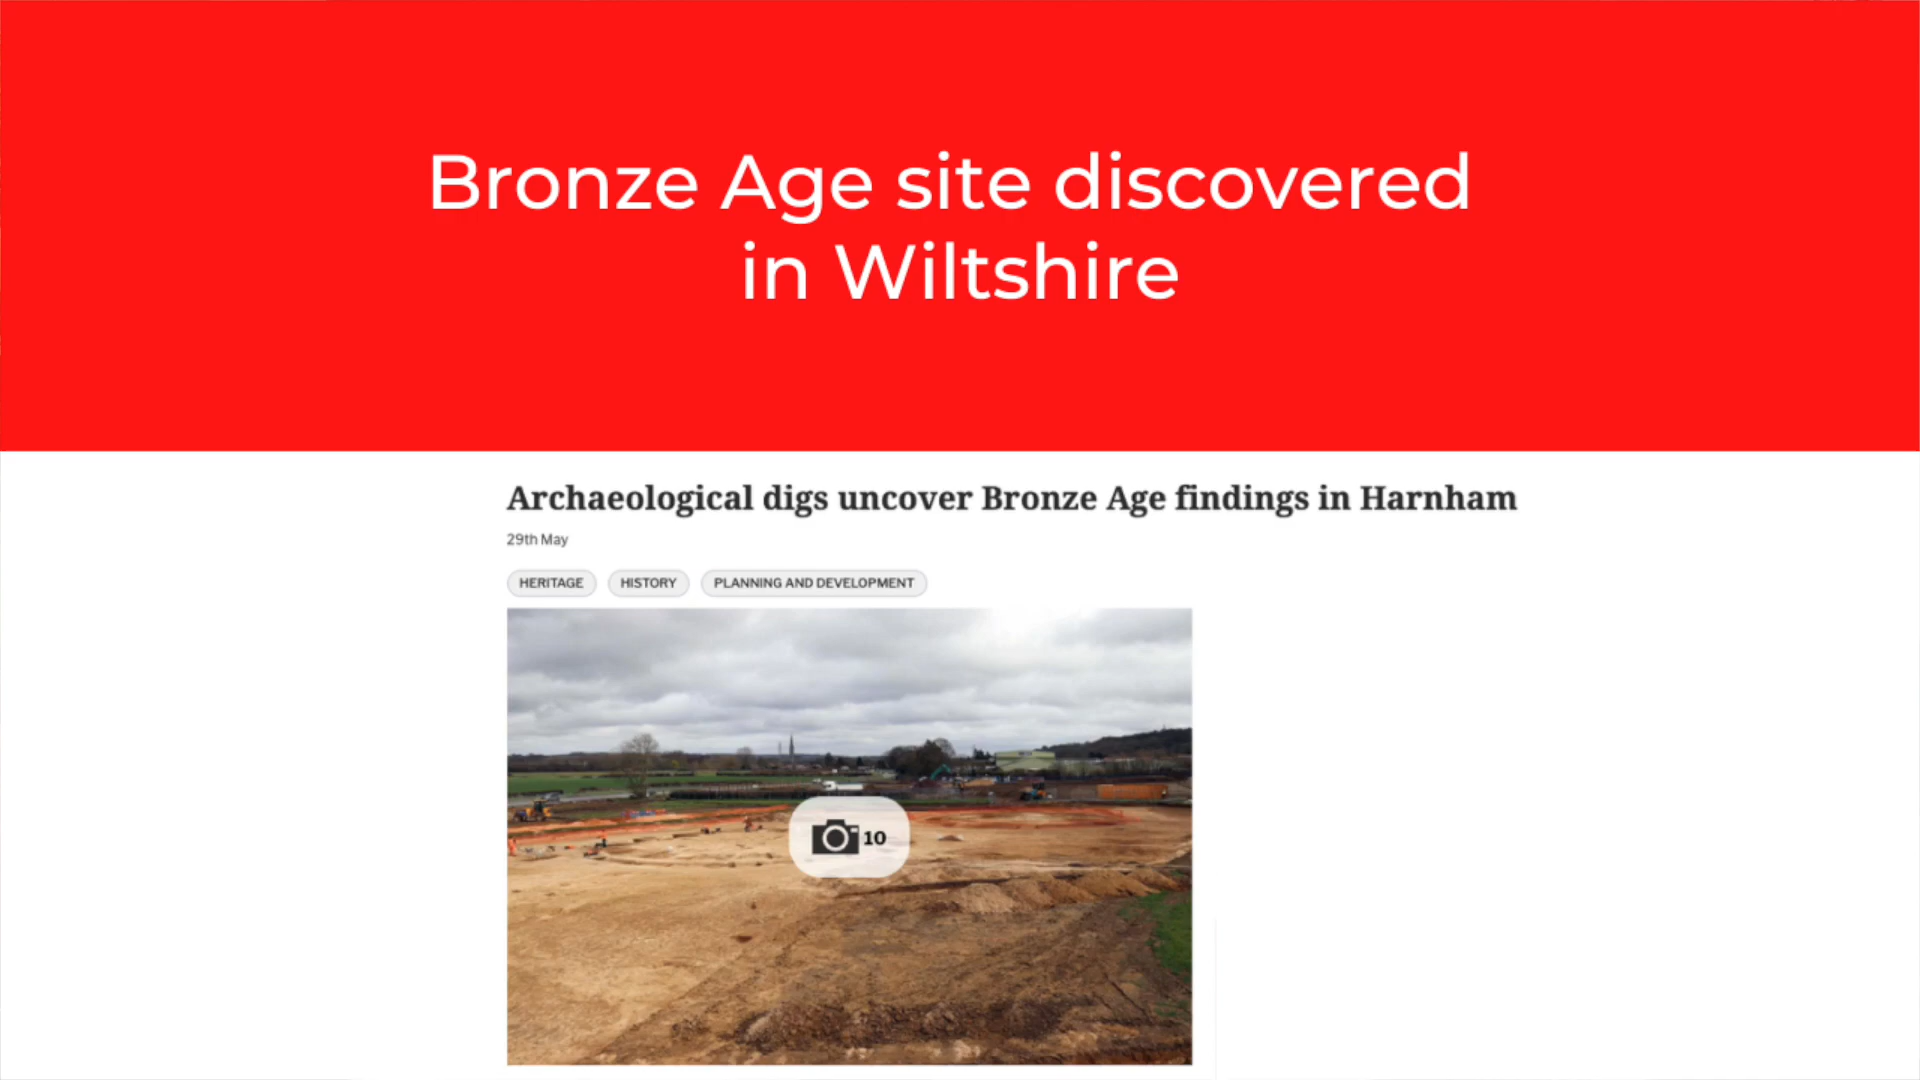 Bronze Age site discovered
in Wiltshire
Archaeological digs uncover Bronze Age findings in Harnham
29th May
HERITAGE HISTORY PLANNING AND DEVELOPMENT
10